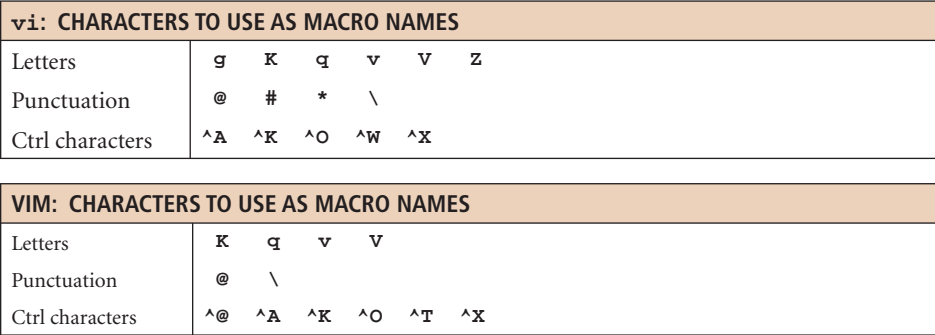 vi: CHARACTERS TO USE AS MACRO NAMES
Letters g K q v V Z
Punctuation @ # * \
Ctrl characters ^A ^K ^O ^W ^X
VIM: CHARACTERS TO USE AS MACRO NAMES
Letters K q v V
Punctuation @ \
Ctrl characters ^@ ^A ^K ^O ^T ^X